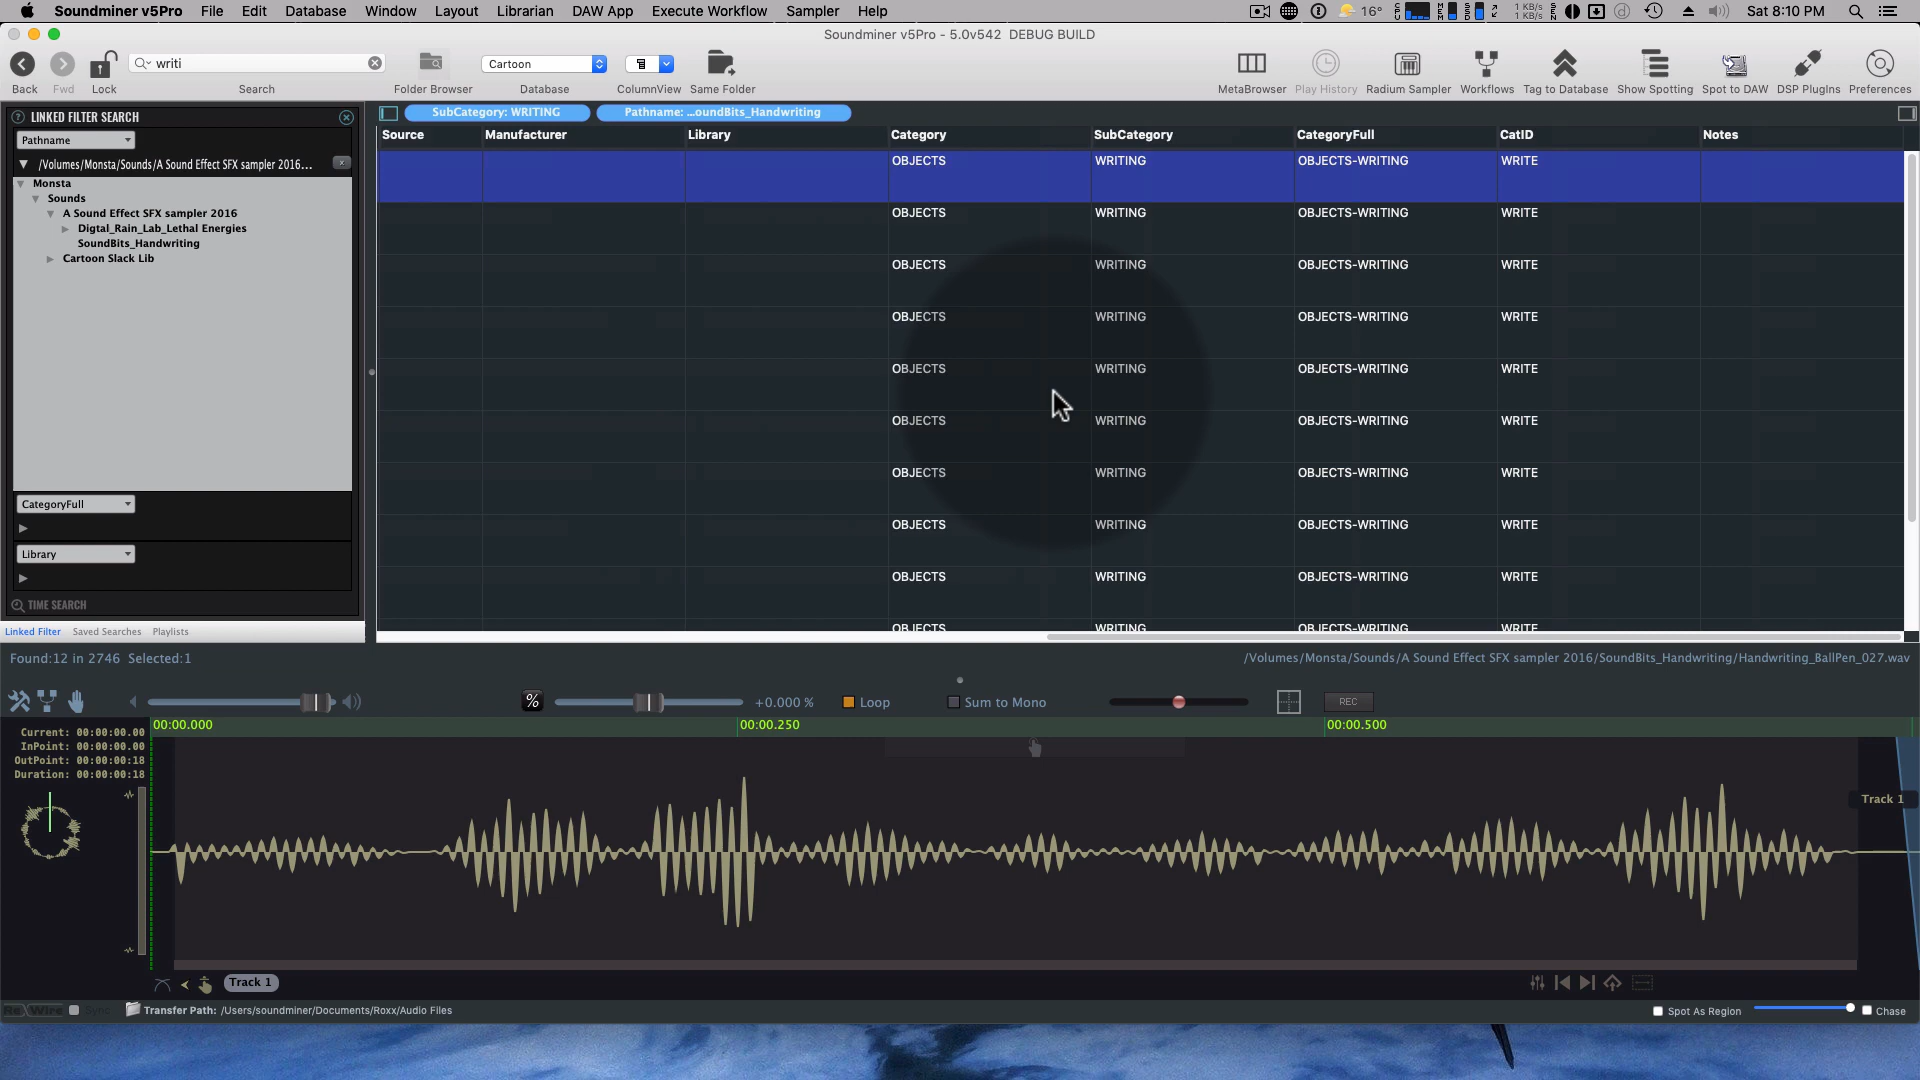 Soundminer v5Pro File Edit Database Window Layout Librarian DAW App Execute Workflow Sampler Help
16° 1 KB/s 1 KB/s Sat 8:10 PM
Soundminer v5Pro - 5.0v542 DEBUG BUILD
writi Cartoon
Back Fwd Lock Search Folder Browser Database ColumnView Same Folder MetaBrowser Play History Radium Sampler Workflows Tag to Database Show Spotting Spot to DAW DSP PlugIns Preferences
LINKED FILTER SEARCH
Pathname
/Volumes/Monsta/Sounds/A Sound Effect SFX sampler 2016...
Monsta
Sounds
A Sound Effect SFX sampler 2016
Digtal_Rain_Lab_Lethal Energies
SoundBits_Handwriting
Cartoon Slack Lib
CategoryFull
Library
TIME SEARCH
Linked Filter Saved Searches Playlists
SubCategory: WRITING Pathname: ...oundBits_Handwriting
Source Manufacturer Library Category SubCategory CategoryFull CatID Notes
OBJECTS WRITING OBJECTS-WRITING WRITE
OBJECTS WRITING OBJECTS-WRITING WRITE
OBJECTS WRITING OBJECTS-WRITING WRITE
OBJECTS WRITING OBJECTS-WRITING WRITE
OBJECTS WRITING OBJECTS-WRITING WRITE
OBJECTS WRITING OBJECTS-WRITING WRITE
OBJECTS WRITING OBJECTS-WRITING WRITE
OBJECTS WRITING OBJECTS-WRITING WRITE
OBJECTS WRITING OBJECTS-WRITING WRITE
OBJECTS WRITING OBJECTS-WRITING WRITE
Found:12 in 2746 Selected:1 /Volumes/Monsta/Sounds/A Sound Effect SFX sampler 2016/SoundBits_Handwriting/Handwriting_BallPen_027.wav
% +0.000 % Loop Sum to Mono REC
00:00.000 00:00.250 00:00.500
Current: 00:00:00.00
InPoint: 00:00:00.00
OutPoint: 00:00:00:18
Duration: 00:00:00:18
Track 1
Track 1
ReWire Sync Transfer Path: /Users/soundminer/Documents/Roxx/Audio Files Spot As Region Chase